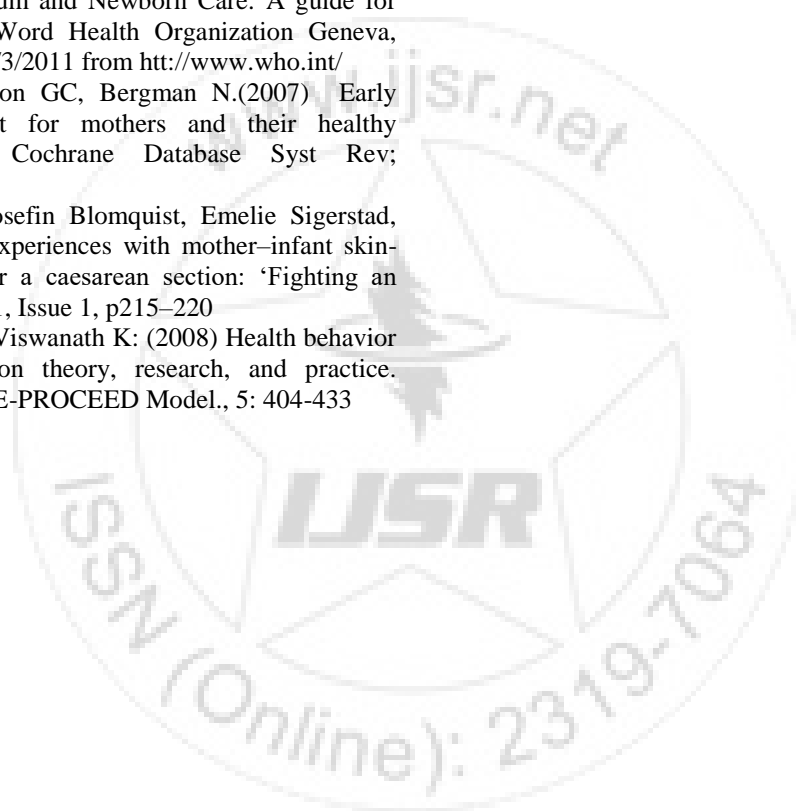 um and Newborn Care: A guide for
Word Health Organization Geneva,
/3/2011 from htt://www.who.int/
on GC, Bergman N.(2007) Early
t for mothers and their healthy
Cochrane Database Syst Rev;
osefin Blomquist, Emelie Sigerstad,
xperiences with mother–infant skin-
r a caesarean section: ‘Fighting an
, Issue 1, p215–220
Viswanath K: (2008) Health behavior
on theory, research, and practice.
E-PROCEED Model., 5: 404-433
www.ijsr.net
IJSR
ISSN (Online): 2319-7064